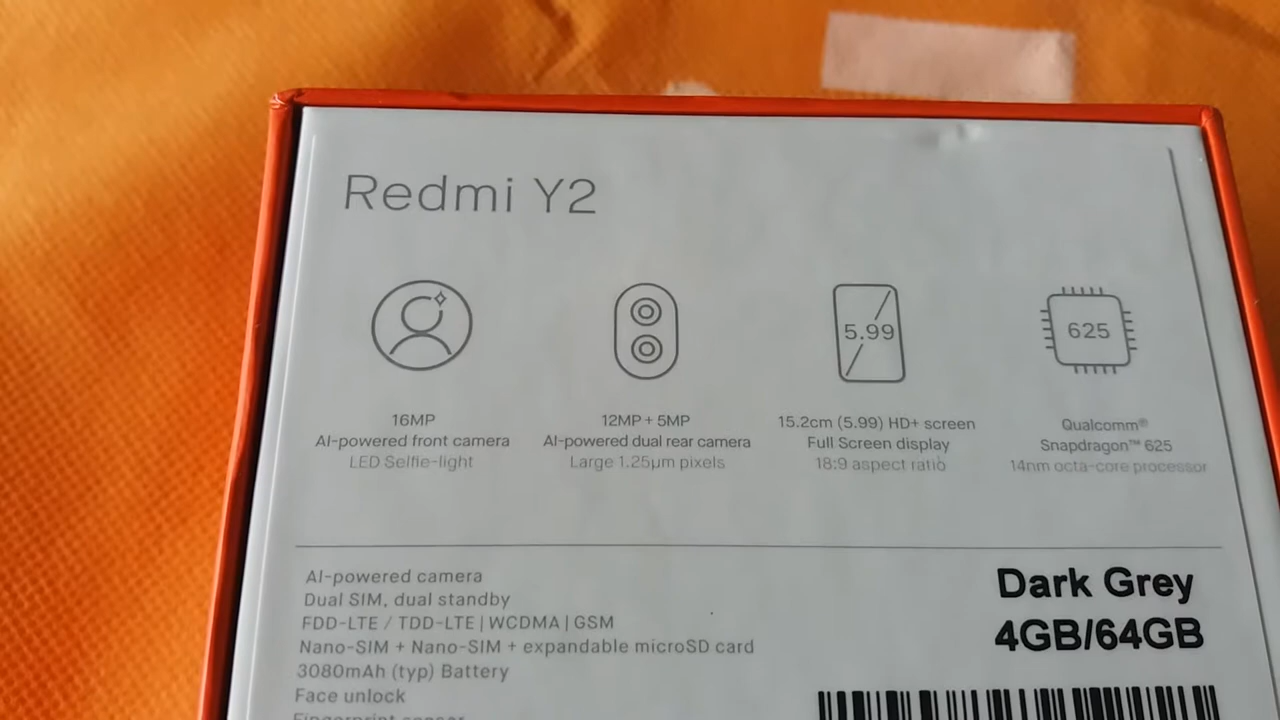 Redmi Y2
5.99
625
16MP
AI-powered front camera
LED Selfie-light
12MP + 5MP
AI-powered dual rear camera
Large 1.25µm pixels
15.2cm (5.99) HD+ screen
Full Screen display
18:9 aspect ratio
Qualcomm®
Snapdragon™ 625
14nm octa-core processor
AI-powered camera
Dual SIM, dual standby
FDD-LTE / TDD-LTE | WCDMA | GSM
Nano-SIM + Nano-SIM + expandable microSD card
3080mAh (typ) Battery
Face unlock
Fingerprint sensor
Dark Grey
4GB/64GB